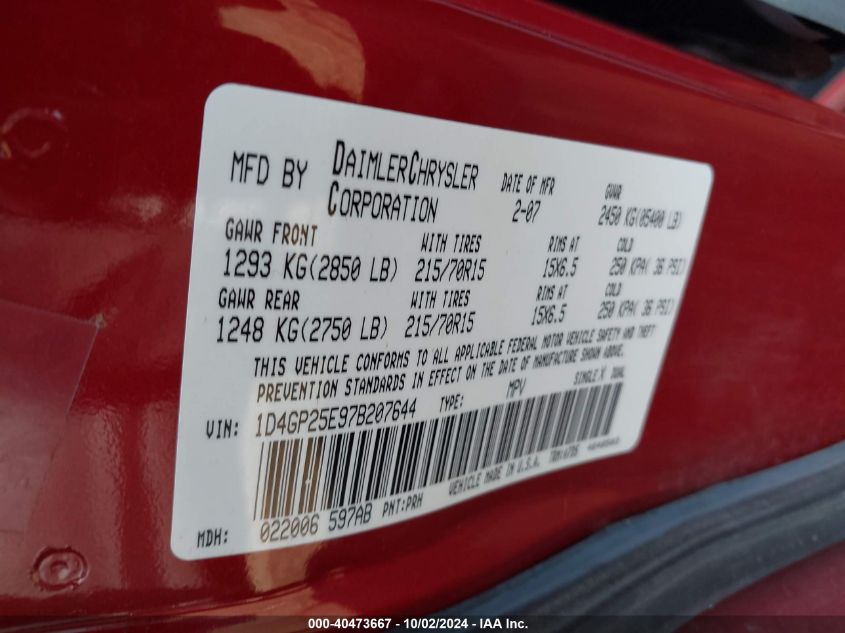 MFD BY DAIMLERCHRYSLER CORPORATION DATE OF MFR 2-07 GVWR 2450 KG(05400 LB)
GAWR FRONT WITH TIRES RIMS AT COLD
1293 KG(2850 LB) 215/70R15 15X6.5 250 KPA( 36 PSI)
GAWR REAR WITH TIRES RIMS AT COLD
1248 KG(2750 LB) 215/70R15 15X6.5 250 KPA( 36 PSI)
THIS VEHICLE CONFORMS TO ALL APPLICABLE FEDERAL MOTOR VEHICLE SAFETY AND THEFT
PREVENTION STANDARDS IN EFFECT ON THE DATE OF MANUFACTURE SHOWN ABOVE.
VIN: 1D4GP25E97B207644 TYPE: MPV SINGLE X DUAL
MDH: 022006 597AB PNT:PRH VEHICLE MADE IN U.S.A.
000-40473667 - 10/02/2024 - IAA Inc.